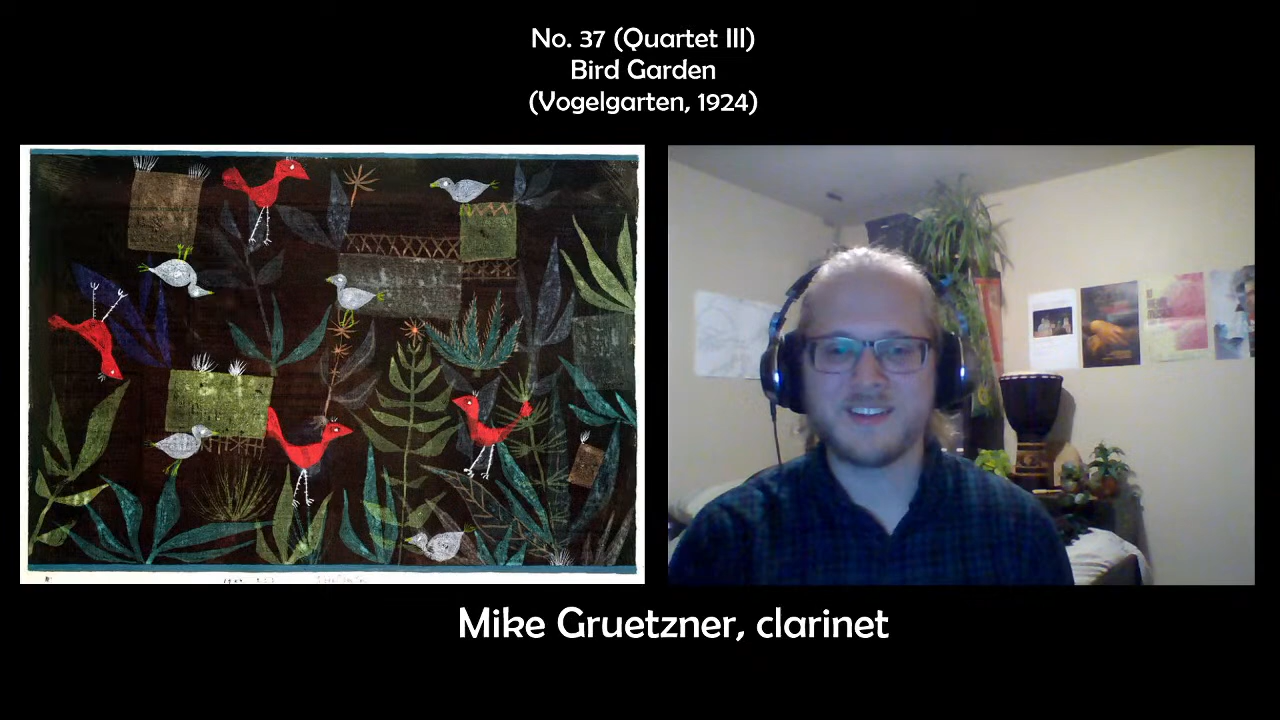 No. 37 (Quartet III)
Bird Garden
(Vogelgarten, 1924)
Mike Gruetzner, clarinet